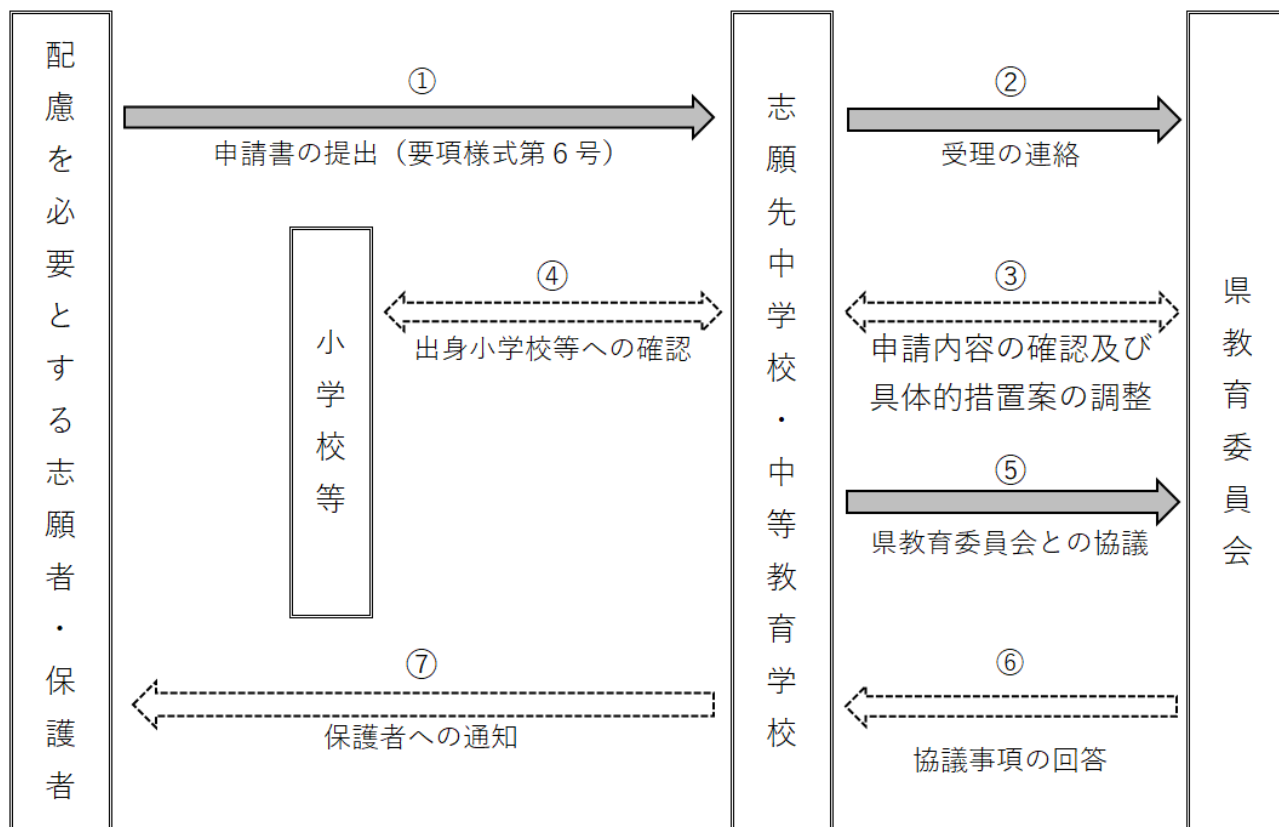 配慮を必要とする志願者・保護者
①
申請書の提出（要項様式第６号）
志願先中学校・中等教育学校
②
受理の連絡
県教育委員会
小学校等
④
出身小学校等への確認
③
申請内容の確認及び
具体的措置案の調整
⑤
県教育委員会との協議
⑦
保護者への通知
⑥
協議事項の回答